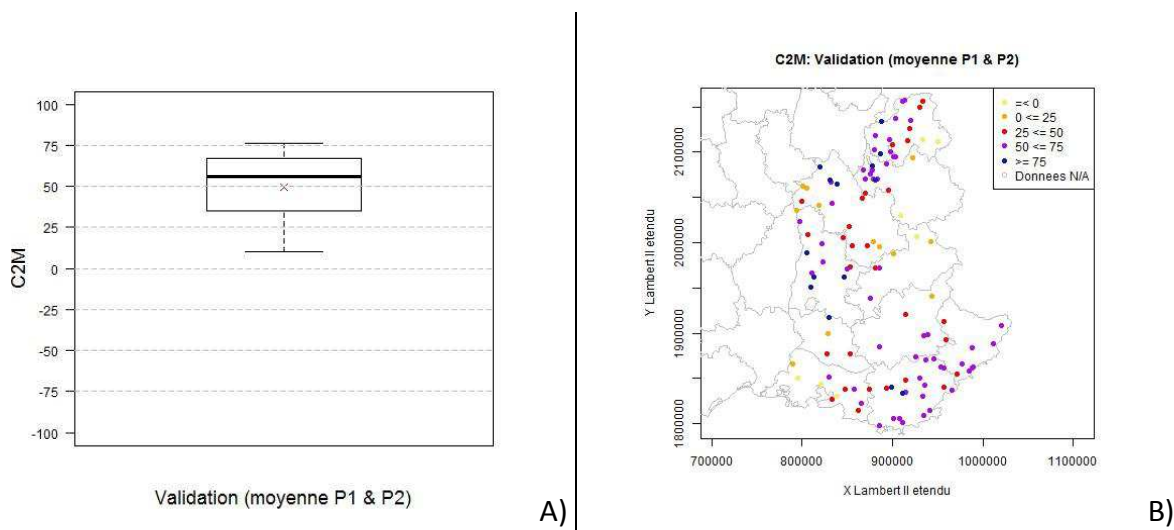 100
75
50
25
0
-25
-50
-75
-100
C2M
Validation (moyenne P1 & P2)
A)
C2M: Validation (moyenne P1 & P2)
=< 0
0 <= 25
25 <= 50
50 <= 75
>= 75
Donnees N/A
2100000
2000000
1900000
1800000
Y Lambert II etendu
700000
800000
900000
1000000
1100000
X Lambert II etendu
B)